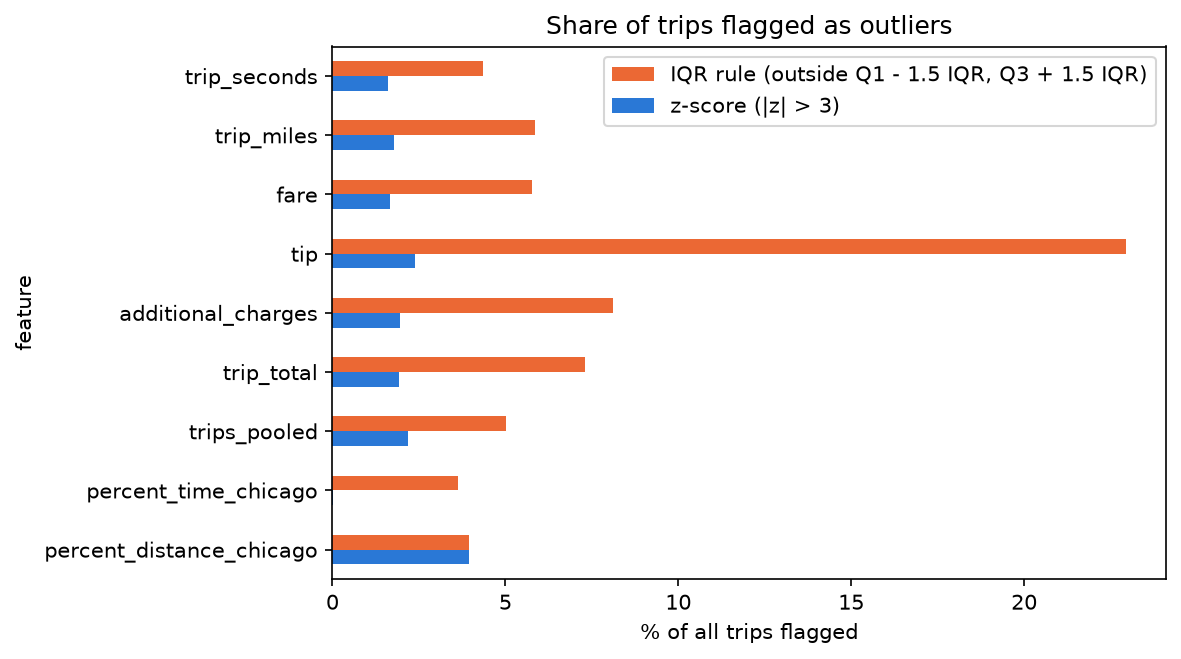 Share of trips flagged as outliers
IQR rule (outside Q1 - 1.5 IQR, Q3 + 1.5 IQR)
z-score (|z| > 3)
feature
trip_seconds
trip_miles
fare
tip
additional_charges
trip_total
trips_pooled
percent_time_chicago
percent_distance_chicago
0 5 10 15 20
% of all trips flagged